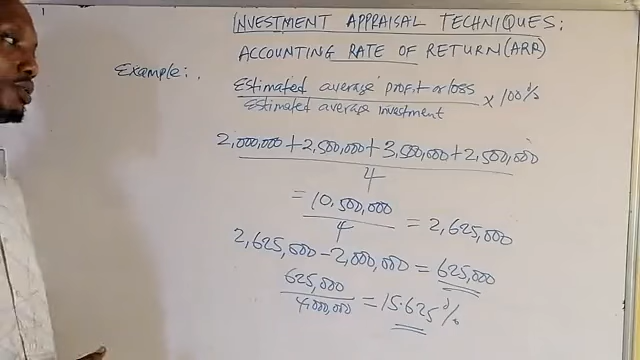 INVESTMENT APPRAISAL TECHNIQUES:
ACCOUNTING RATE OF RETURN (ARR)
Example:.
Estimated average profit or loss
Estimated average investment
× 100%
2,000,000 + 2,500,000 + 3,500,000 + 2,500,000
4
= 10,500,000
4
= 2,625,000
2,625,000 - 2,000,000 = 625,000
625,000
4,000,000
= 15.625%